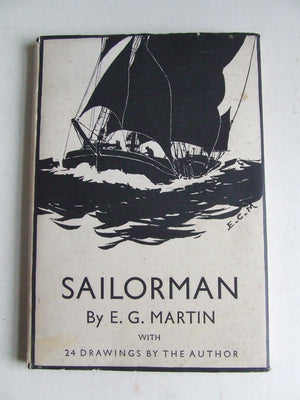 E-G-M
SAILORMAN
By E. G. MARTIN
WITH
24 DRAWINGS BY THE AUTHOR